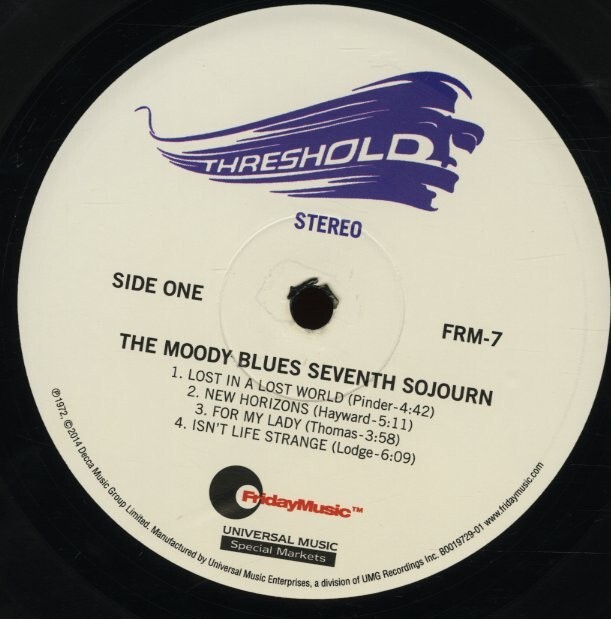 THRESHOLD
STEREO
SIDE ONE
FRM-7
THE MOODY BLUES SEVENTH SOJOURN
1. LOST IN A LOST WORLD (Pinder-4:42)
2. NEW HORIZONS (Hayward-5:11)
3. FOR MY LADY (Thomas-3:58)
4. ISN'T LIFE STRANGE (Lodge-6:09)
FridayMusic™
UNIVERSAL MUSIC
Special Markets
℗1972, ©2014 Decca Music Group Limited. Manufactured by Universal Music Enterprises, a division of UMG Recordings Inc. B0019729-01 www.fridaymusic.com